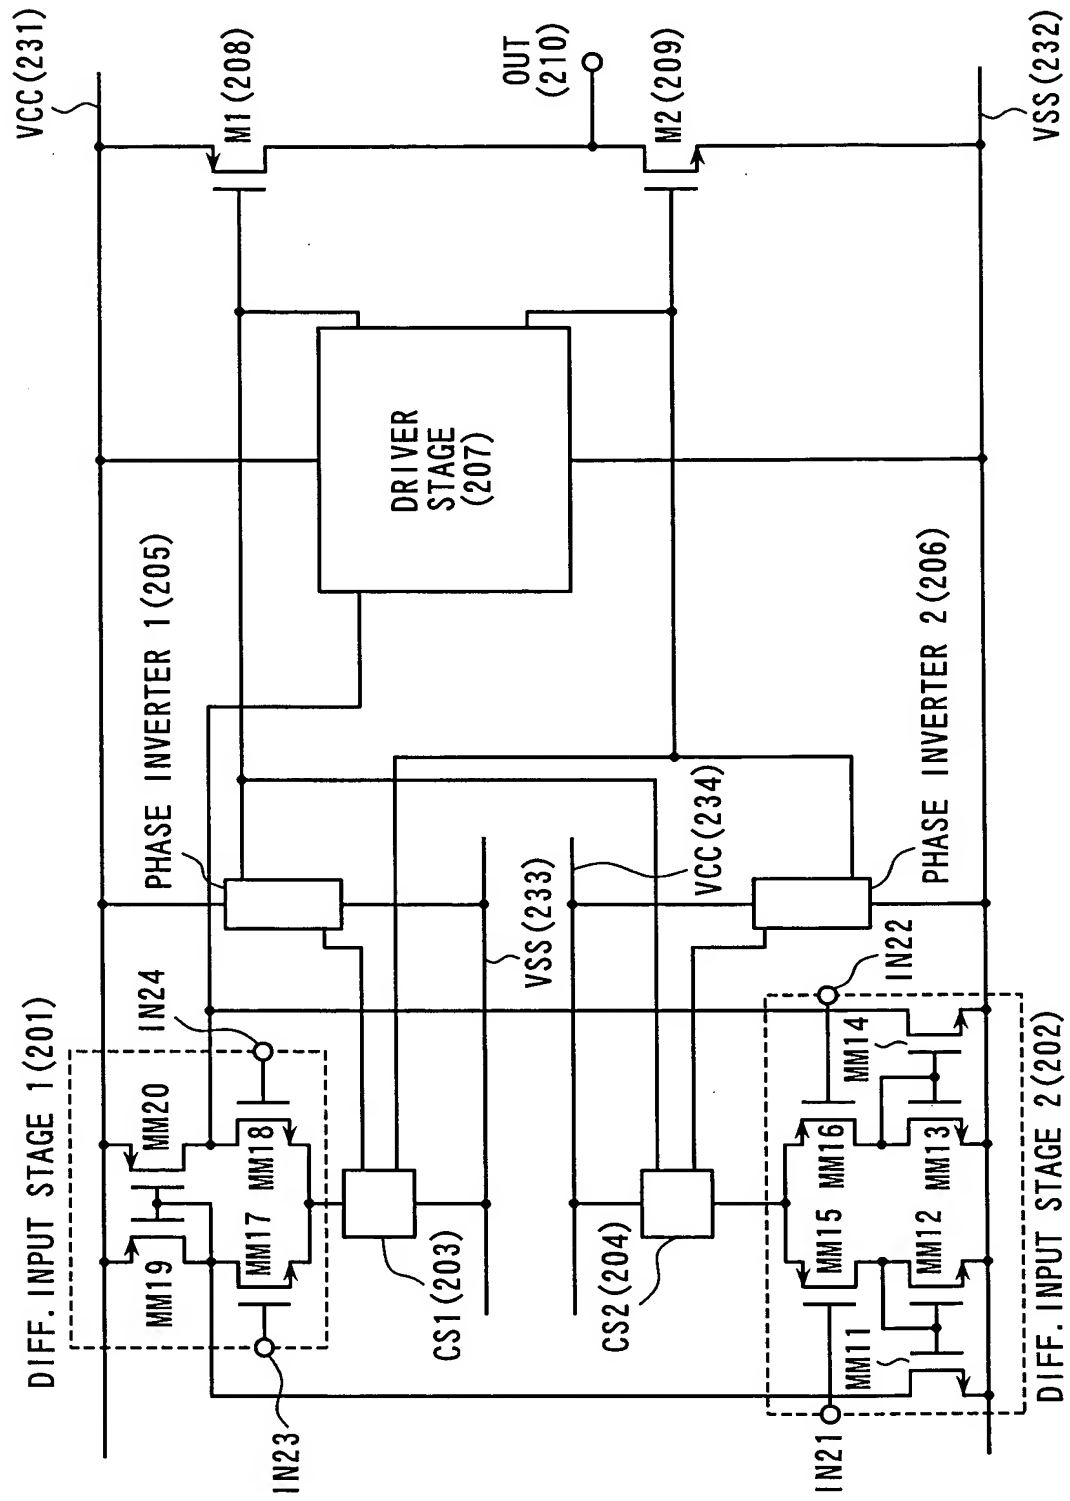 DIFF. INPUT STAGE 1(201)
IN23
IN24
MM19
MM20
MM17
MM18
CS1(203)
PHASE INVERTER 1(205)
VSS(233)
VCC(234)
CS2(204)
DIFF. INPUT STAGE 2(202)
IN21
IN22
MM15
MM16
MM11
MM12
MM13
MM14
PHASE INVERTER 2(206)
DRIVER
STAGE
(207)
VCC(231)
M1(208)
OUT
(210)
M2(209)
VSS(232)